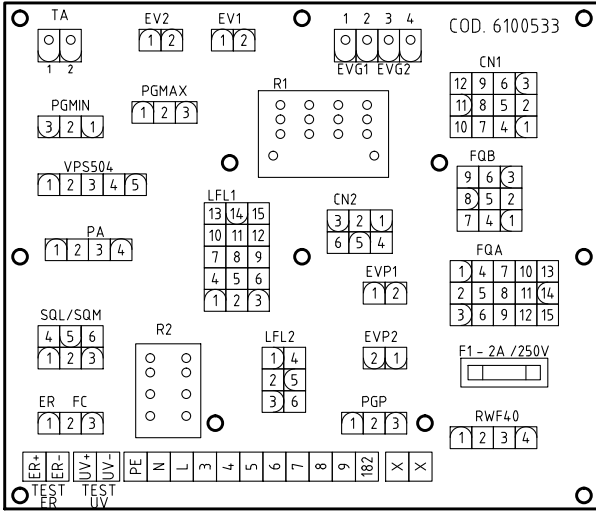 TA
EV2
EV1
1 2 3 4
COD. 6100533
1 2
1 2
1 2
EVG1 EVG2
CN1
12 9 6 3
11 8 5 2
10 7 4 1
PGMIN
3 2 1
PGMAX
1 2 3
R1
VPS504
1 2 3 4 5
FQB
9 6 3
8 5 2
7 4 1
LFL1
13 14 15
10 11 12
7 8 9
4 5 6
1 2 3
CN2
3 2 1
6 5 4
PA
1 2 3 4
FQA
1 4 7 10 13
2 5 8 11 14
3 6 9 12 15
EVP1
1 2
SQL/SQM
4 5 6
1 2 3
R2
LFL2
1 4
2 5
3 6
EVP2
2 1
F1 - 2A /250V
ER FC
1 2 3
PGP
1 2 3
RWF40
1 2 3 4
ER+ ER- UV+ UV- PE N L 3 4 5 6 7 8 9 182 X X
TEST ER
TEST UV